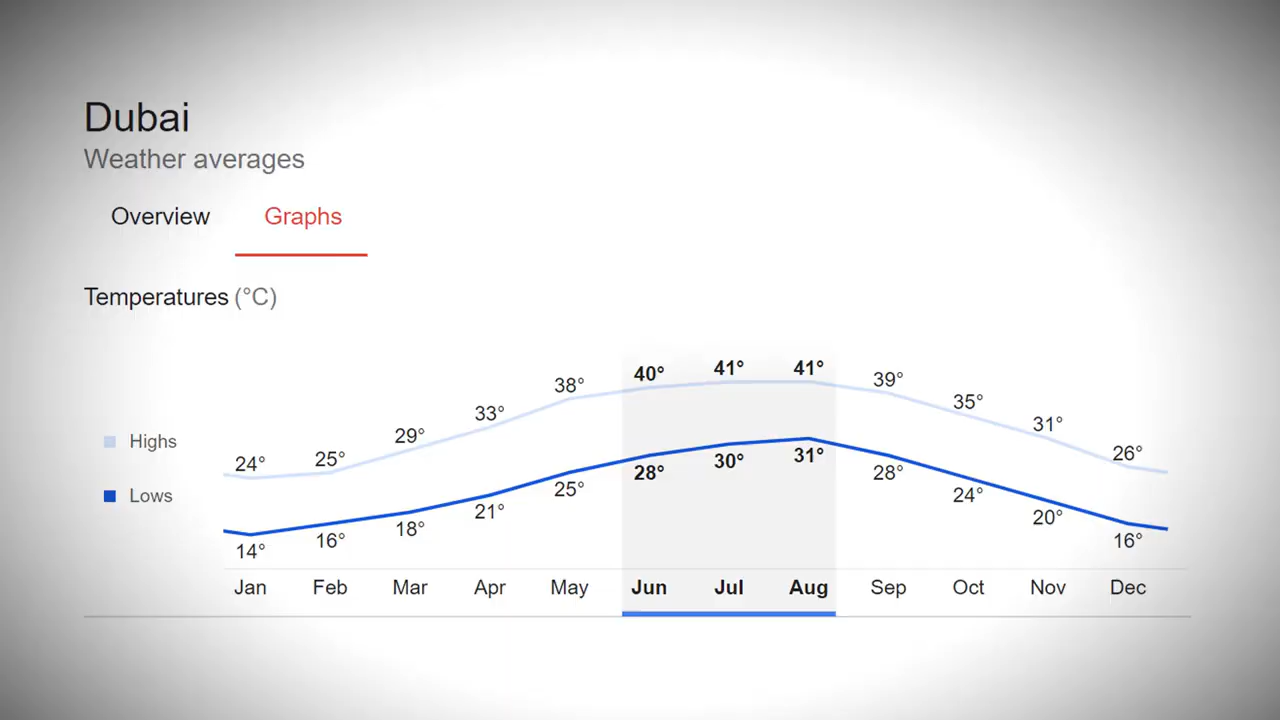 Dubai
Weather averages
Overview Graphs
Temperatures (°C)
40° 41° 41°
38° 39°
33° 35°
29° 31°
24° 25° 26°
Highs
28° 30° 31°
25° 28°
21° 24°
18° 20°
14° 16° 16°
Lows
Jan Feb Mar Apr May Jun Jul Aug Sep Oct Nov Dec